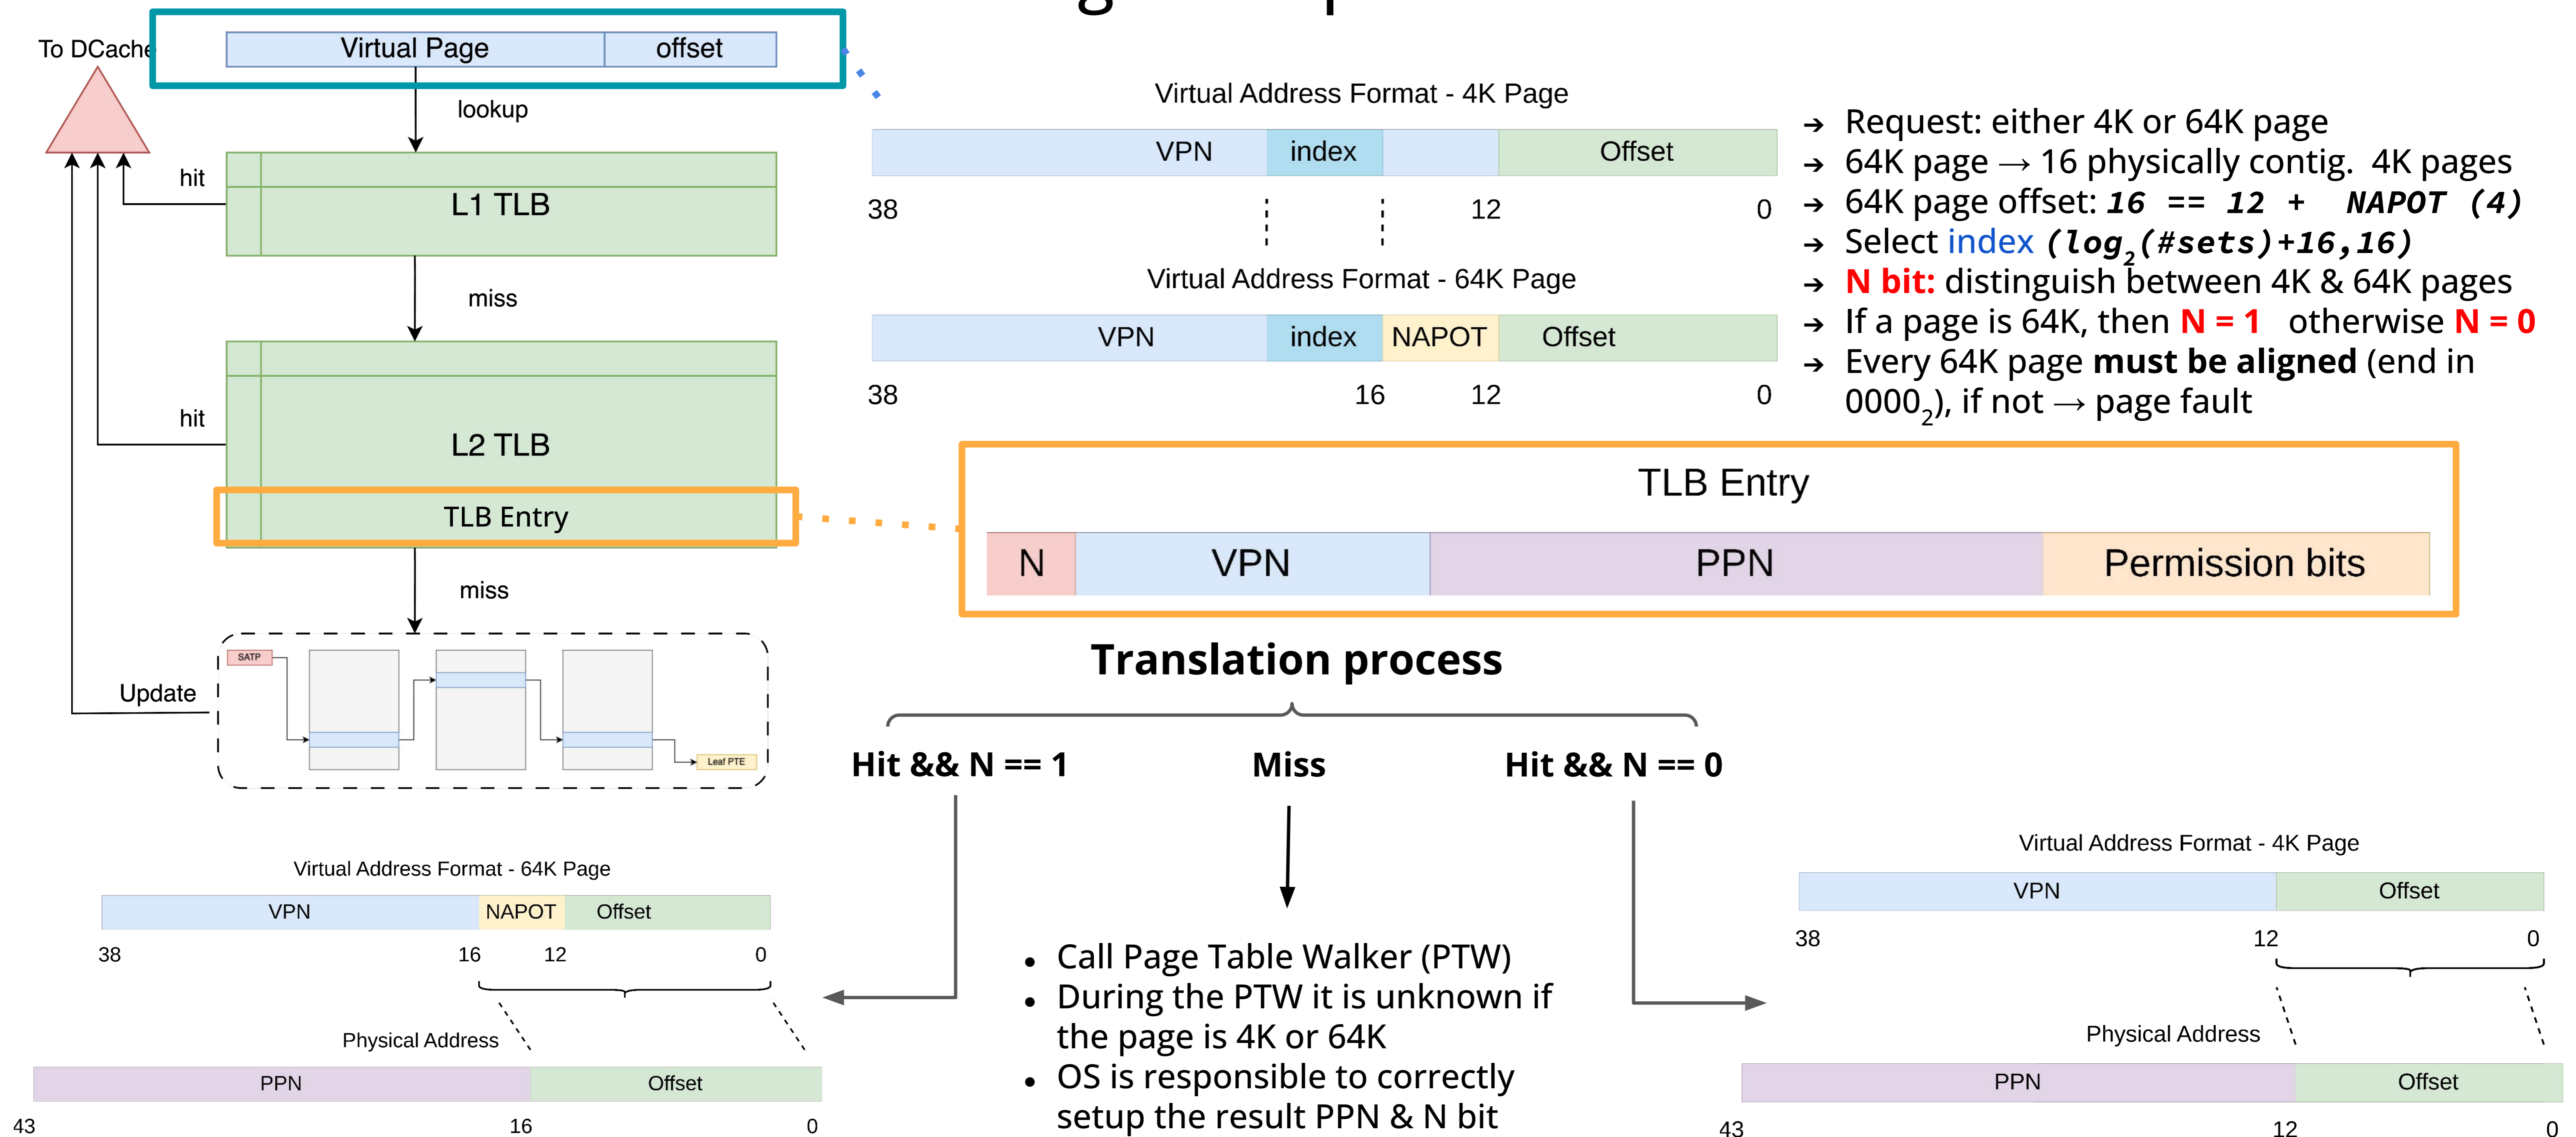 To DCache
Virtual Page offset
lookup
hit
L1 TLB
miss
hit
L2 TLB
TLB Entry
miss
Update
SATP
Leaf PTE
Virtual Address Format - 4K Page
VPN index Offset
38 12 0
Virtual Address Format - 64K Page
VPN index NAPOT Offset
38 16 12 0
➔ Request: either 4K or 64K page
➔ 64K page → 16 physically contig. 4K pages
➔ 64K page offset: 16 == 12 + NAPOT (4)
➔ Select index (log2(#sets)+16,16)
➔ N bit: distinguish between 4K & 64K pages
➔ If a page is 64K, then N = 1 otherwise N = 0
➔ Every 64K page must be aligned (end in
00002), if not → page fault
TLB Entry
N VPN PPN Permission bits
Translation process
Hit && N == 1 Miss Hit && N == 0
Virtual Address Format - 64K Page
VPN NAPOT Offset
38 16 12 0
Physical Address
PPN Offset
43 16 0
● Call Page Table Walker (PTW)
● During the PTW it is unknown if
the page is 4K or 64K
● OS is responsible to correctly
setup the result PPN & N bit
Virtual Address Format - 4K Page
VPN Offset
38 12 0
Physical Address
PPN Offset
43 12 0